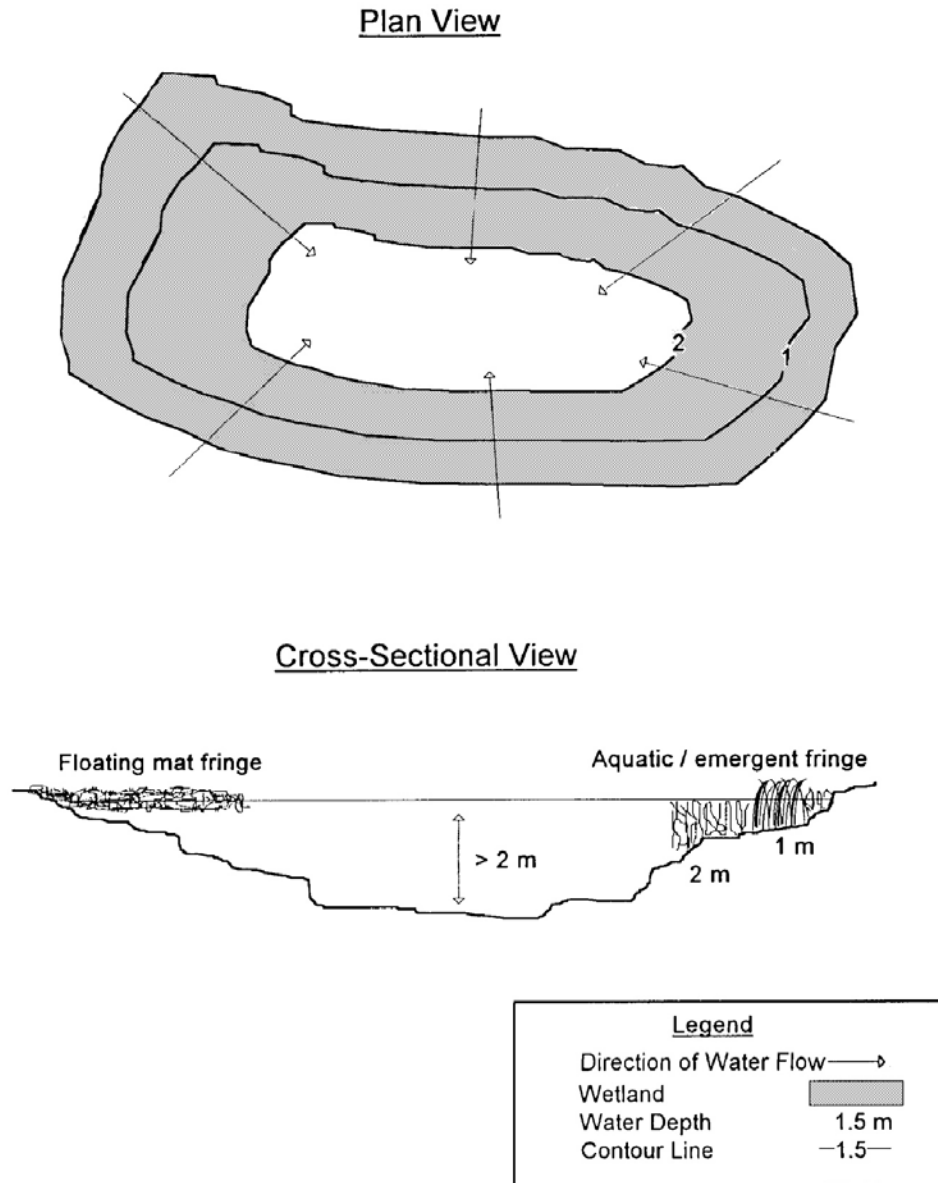 Plan View
2
1
Cross-Sectional View
Floating mat fringe
Aquatic / emergent fringe
> 2 m
1 m
2 m
Legend
Direction of Water Flow
Wetland
Water Depth 1.5 m
Contour Line 1.5